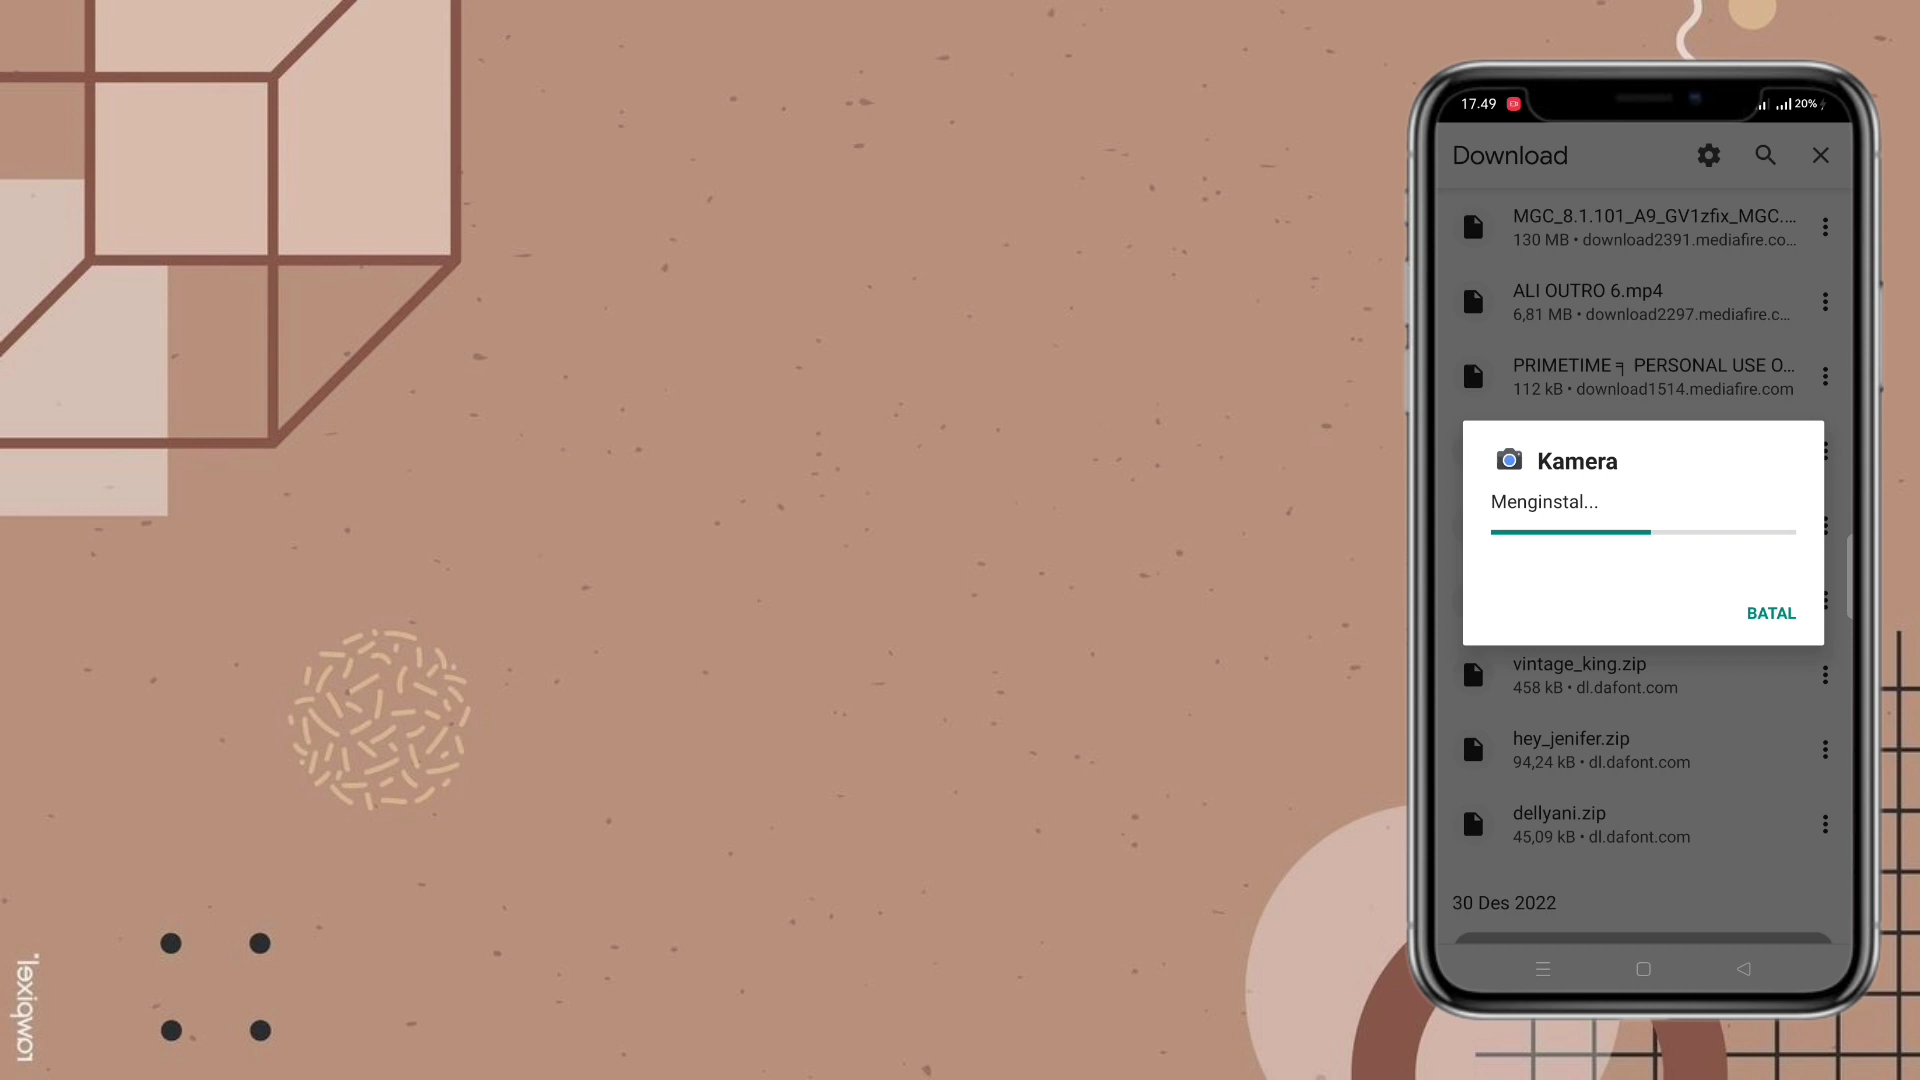 17.49
20%
Download
MGC_8.1.101_A9_GV1zfix_MGC....
130 MB • download2391.mediafire.co...
ALI OUTRO 6.mp4
6,81 MB • download2297.mediafire.c...
PRIMETIME╕ PERSONAL USE O...
112 kB • download1514.mediafire.com
Kamera
Menginstal...
BATAL
vintage_king.zip
458 kB • dl.dafont.com
hey_jenifer.zip
94,24 kB • dl.dafont.com
dellyani.zip
45,09 kB • dl.dafont.com
30 Des 2022